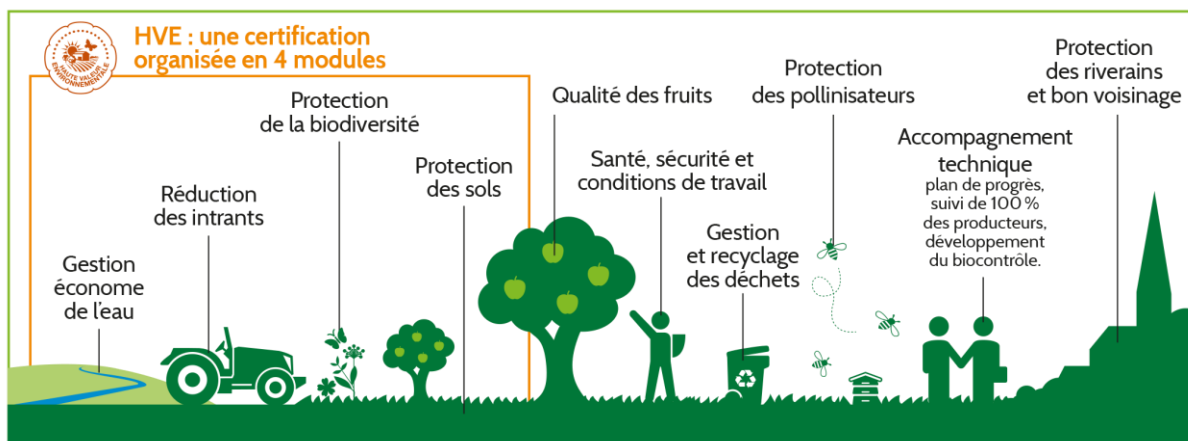 HVE : une certification
organisée en 4 modules
HAUTE VALEUR
ENVIRONNEMENTALE
Gestion
économe
de l'eau
Réduction
des intrants
Protection
de la biodiversité
Protection
des sols
Qualité des fruits
Santé, sécurité et
conditions de travail
Gestion
et recyclage
des déchets
Protection
des pollinisateurs
Accompagnement
technique
plan de progrès,
suivi de 100 %
des producteurs,
développement
du biocontrôle.
Protection
des riverains
et bon voisinage